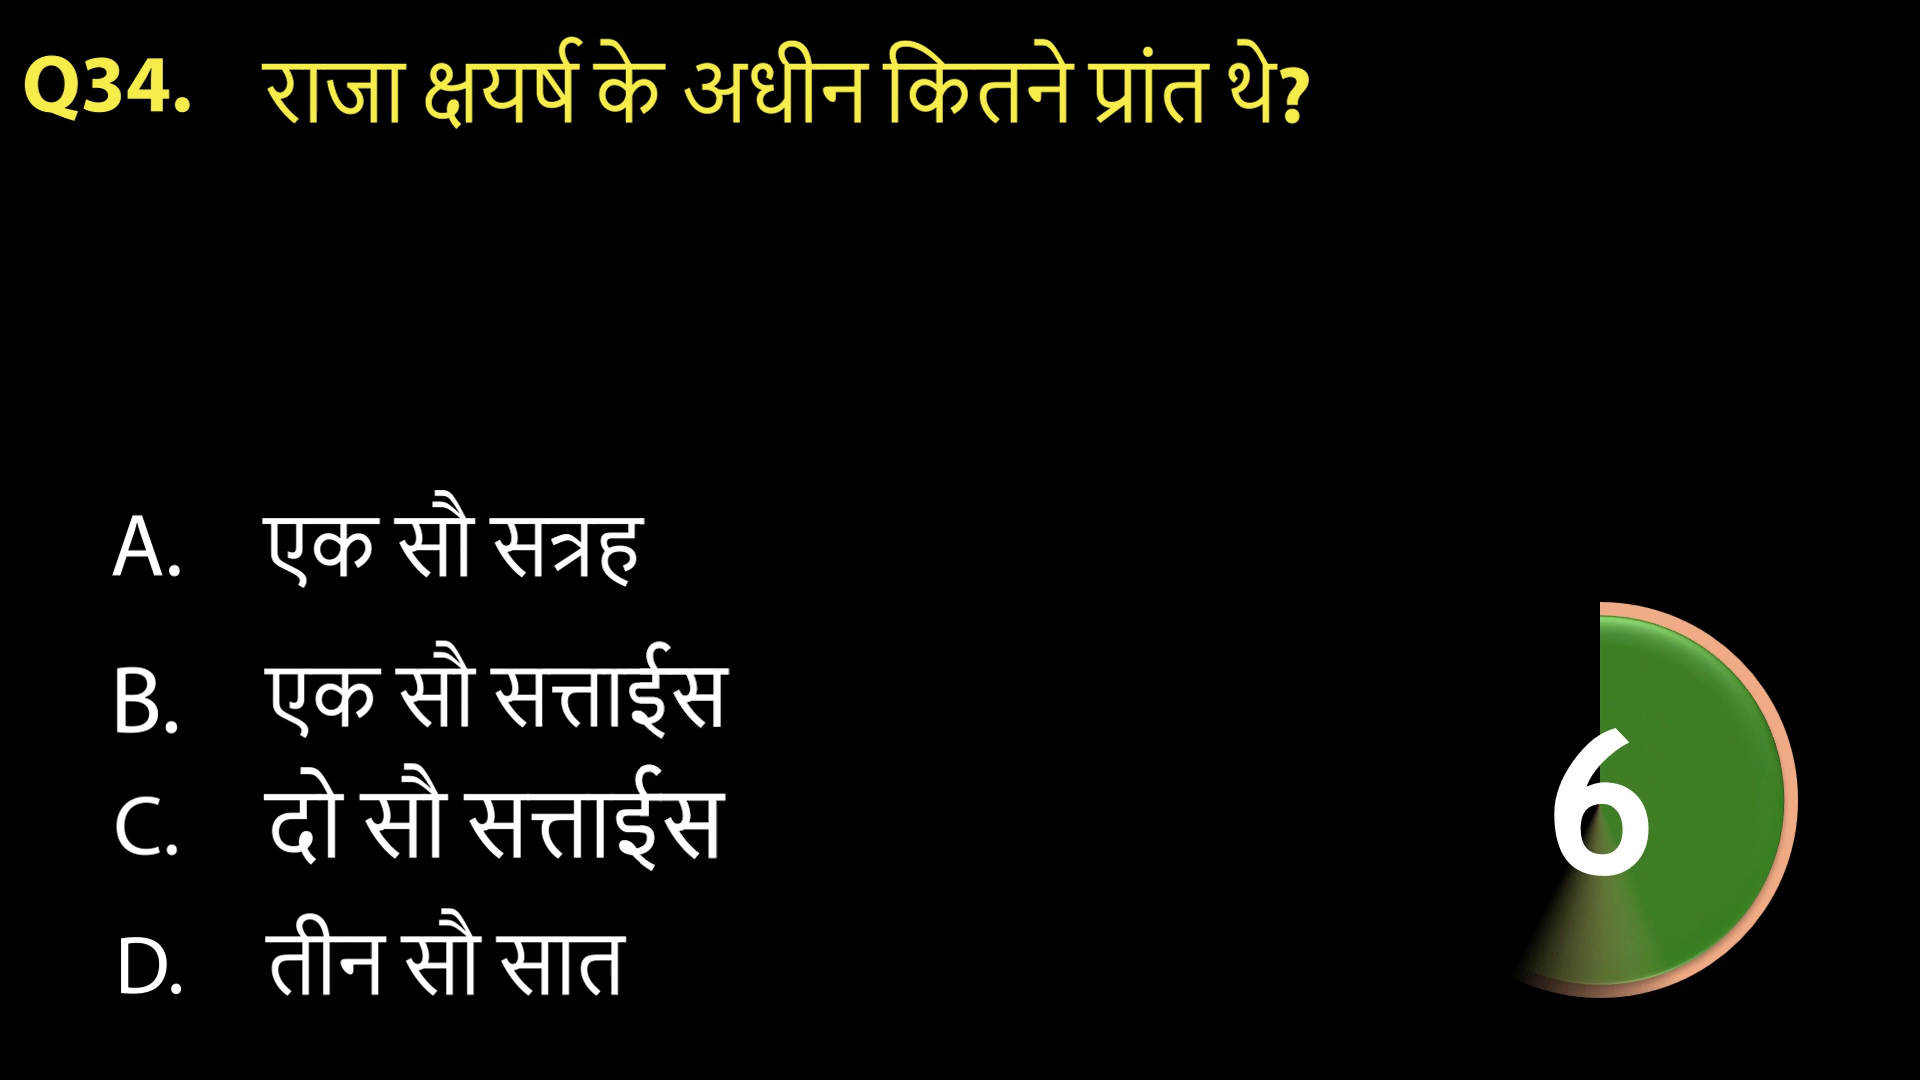 Q34. राजा क्षयर्ष के अधीन कितने प्रांत थे?
A. एक सौ सत्रह
B. एक सौ सत्ताईस
C. दो सौ सत्ताईस
6
D. तीन सौ सात